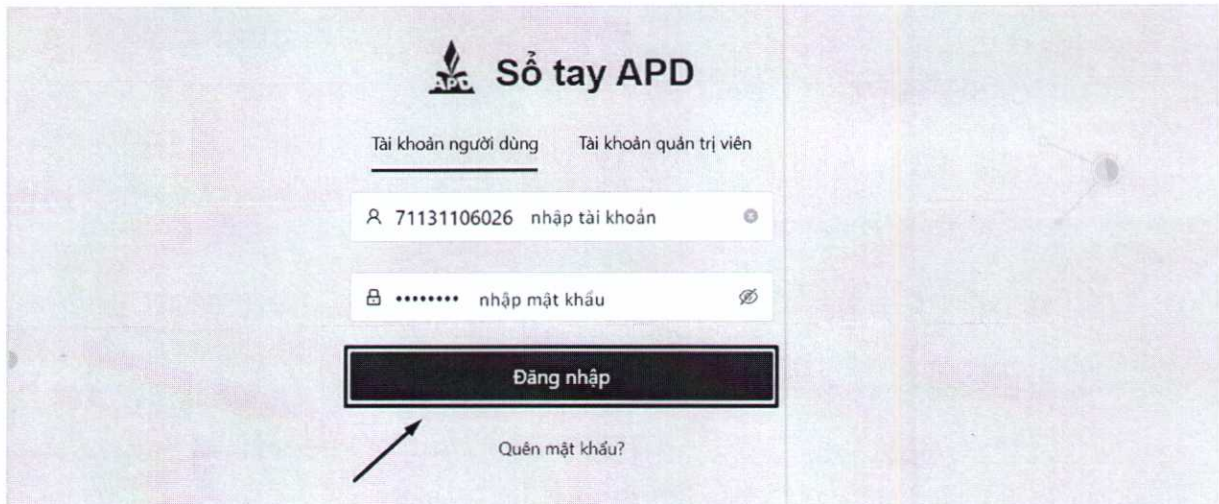 APD
Sổ tay APD
Tài khoản người dùng Tài khoản quản trị viên
71131106026 nhập tài khoản
•••••••• nhập mật khẩu
Đăng nhập
Quên mật khẩu?